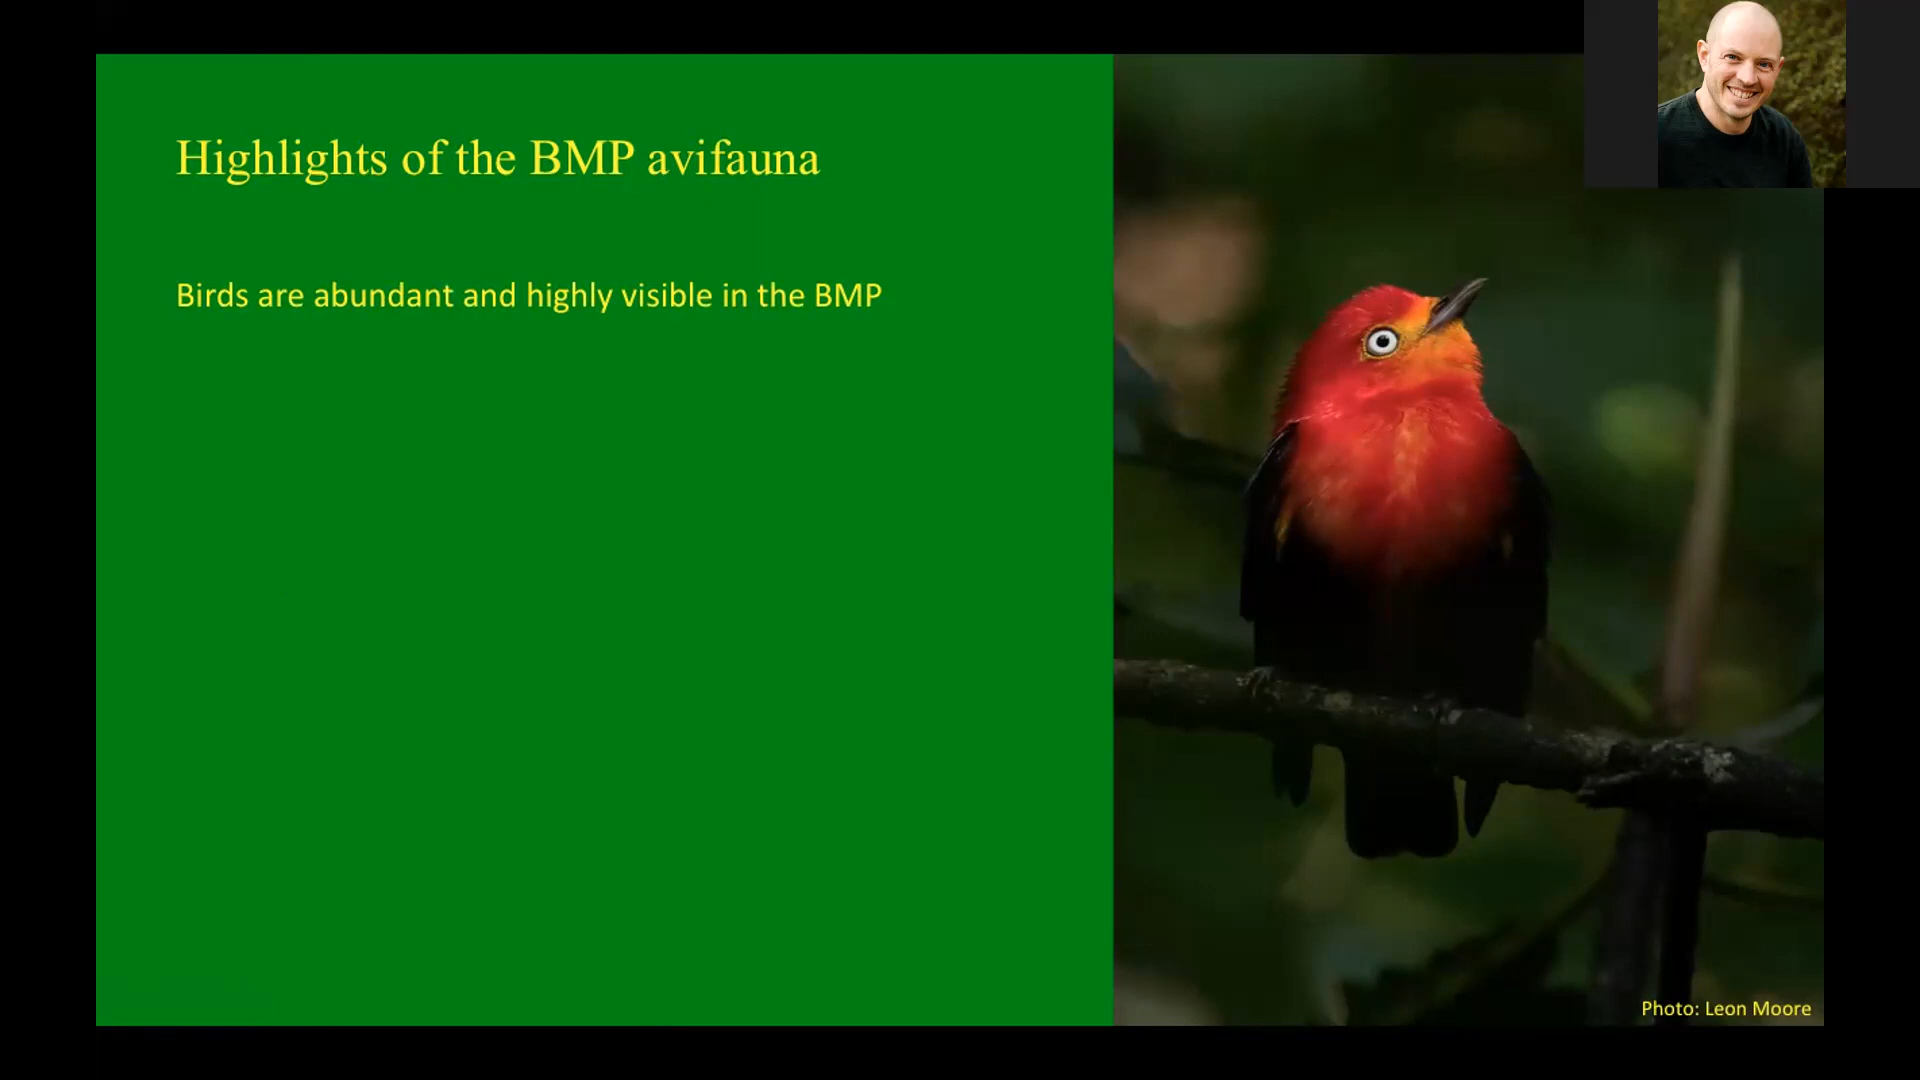 Highlights of the BMP avifauna
Birds are abundant and highly visible in the BMP
Photo: Leon Moore